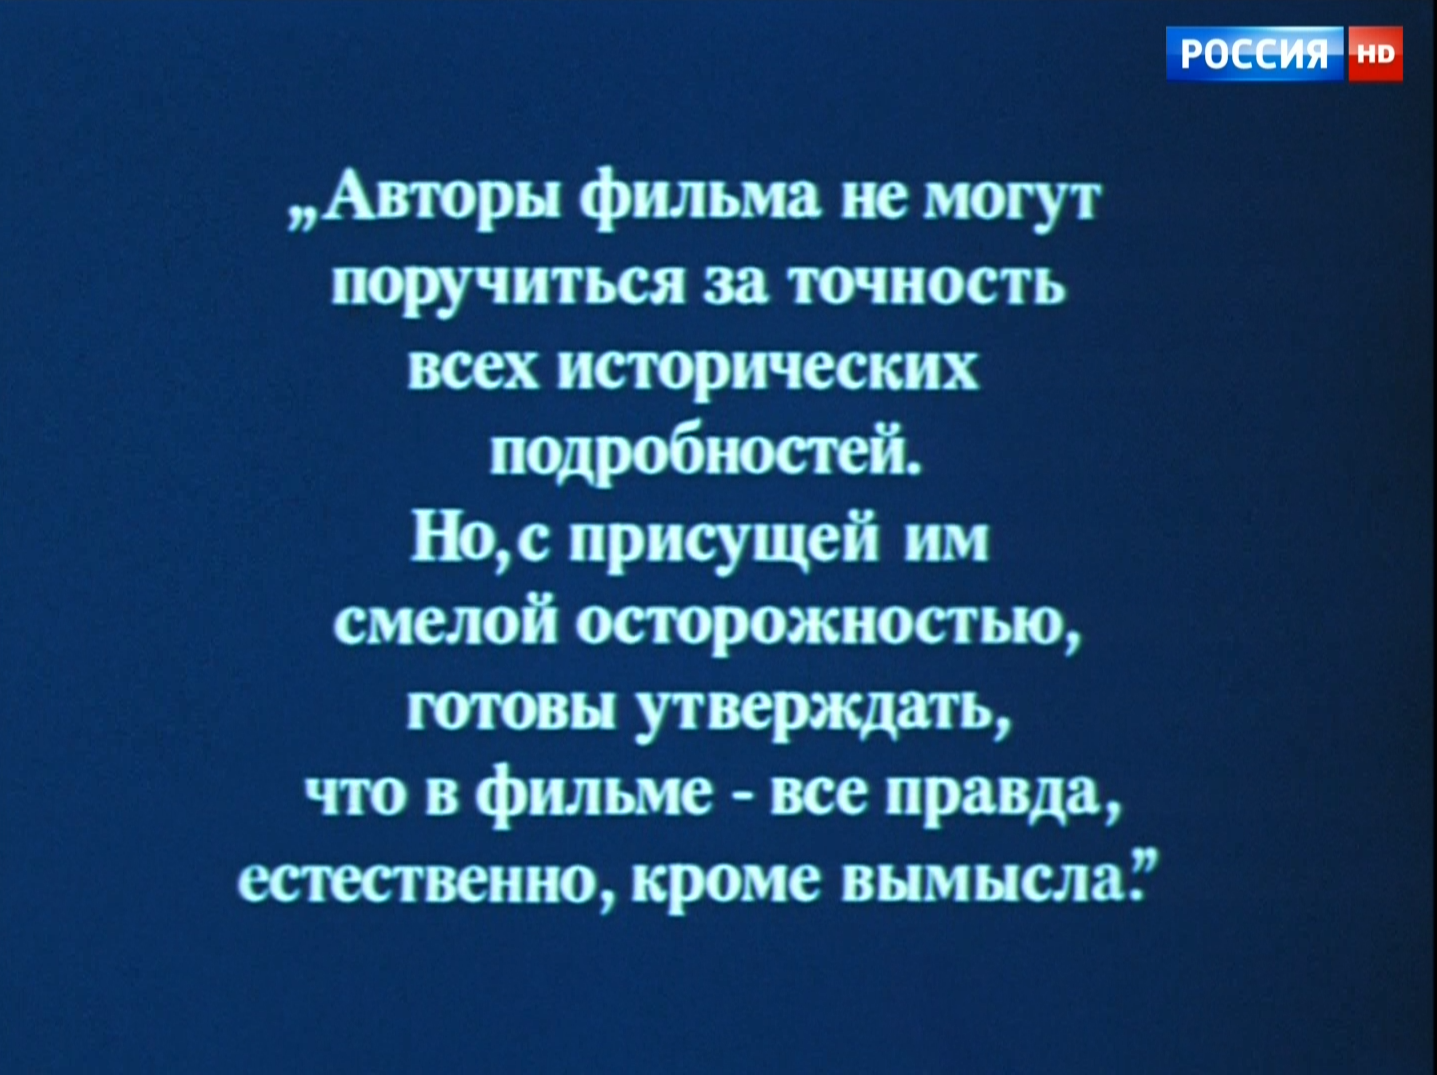 РОССИЯ HD
„Авторы фильма не могут
поручиться за точность
всех исторических
подробностей.
Но, с присущей им
смелой осторожностью,
готовы утверждать,
что в фильме - все правда,
естественно, кроме вымысла.”